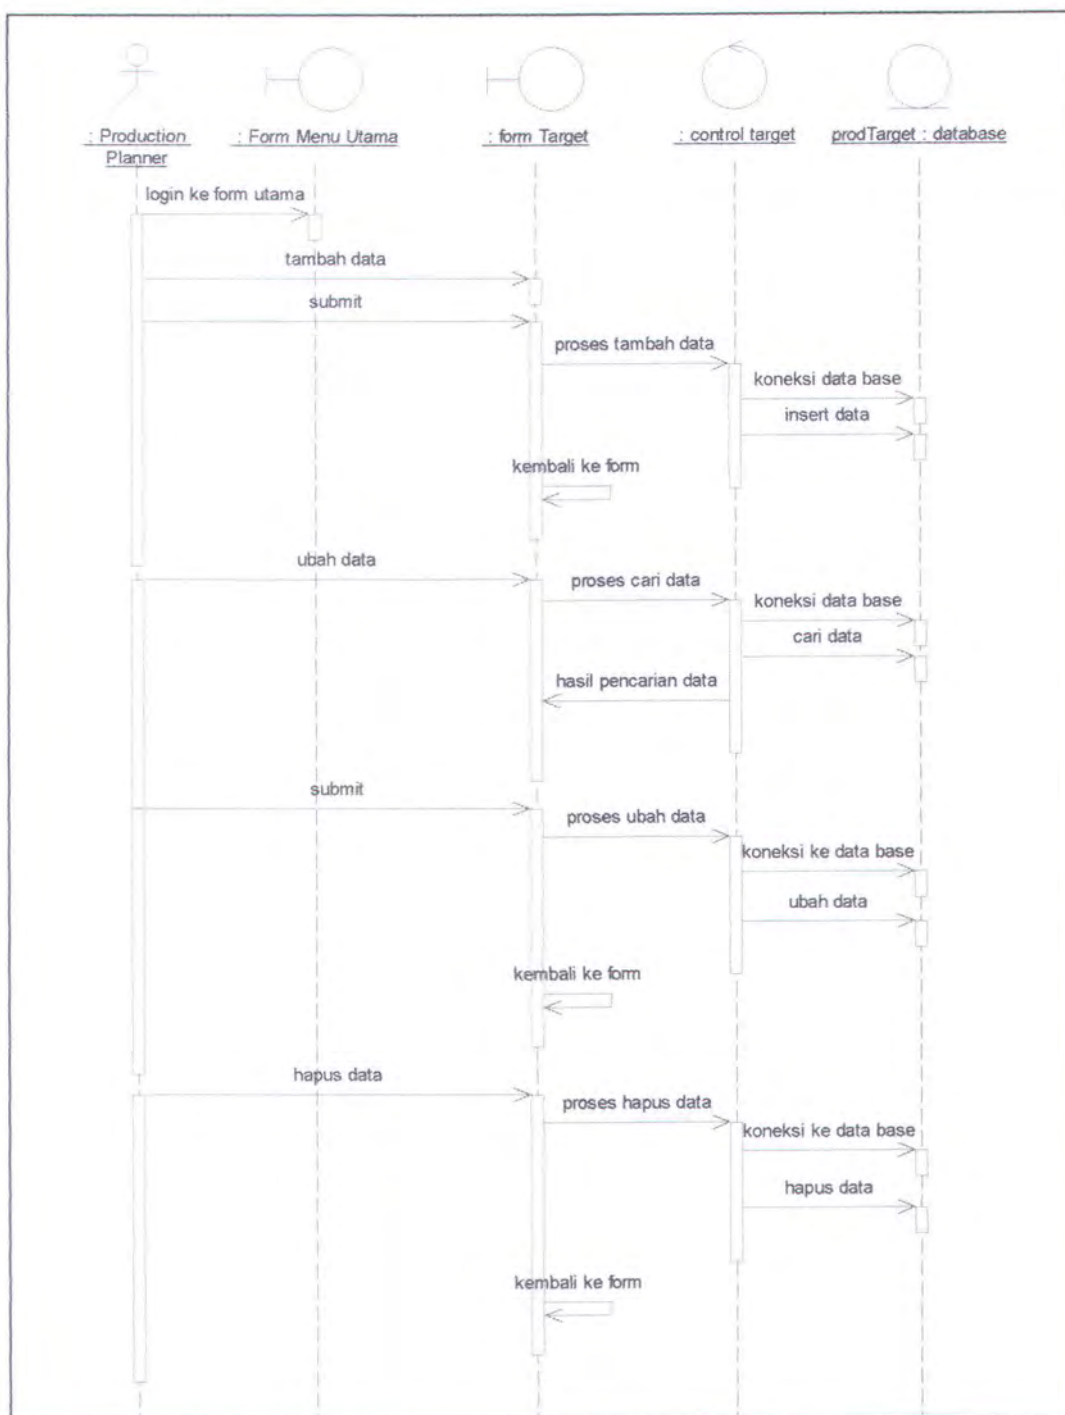 : Production
Planner
: Form Menu Utama
: form Target
: control target
prodTarget : database
login ke form utama
tambah data
submit
proses tambah data
koneksi data base
insert data
kembali ke form
ubah data
proses cari data
koneksi data base
cari data
hasil pencarian data
submit
proses ubah data
koneksi ke data base
ubah data
kembali ke form
hapus data
proses hapus data
koneksi ke data base
hapus data
kembali ke form